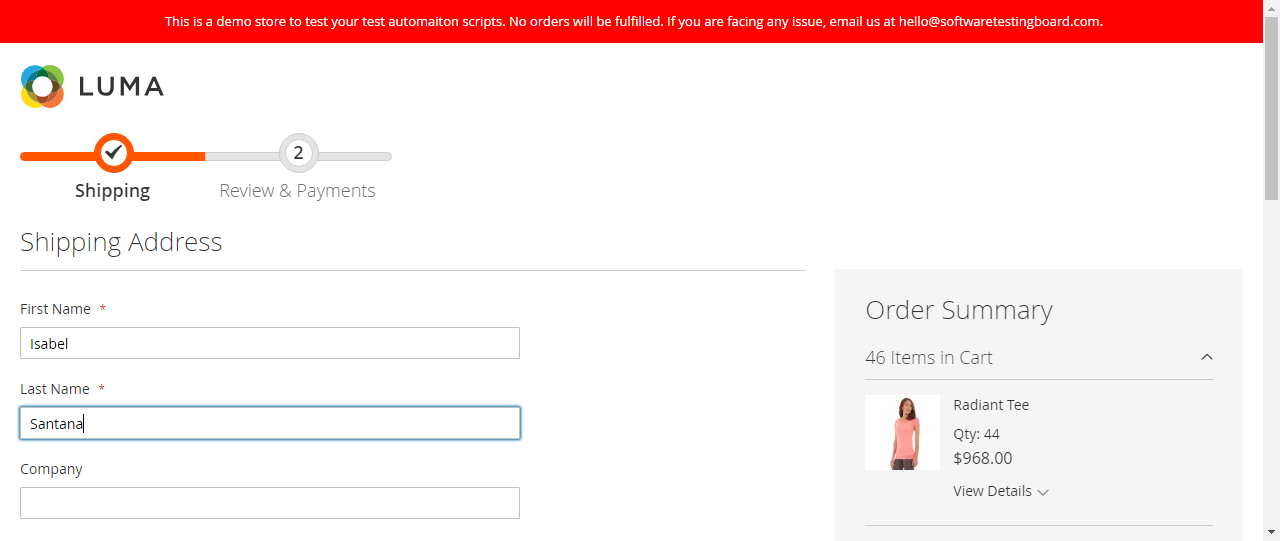 This is a demo store to test your test automaiton scripts. No orders will be fulfilled. If you are facing any issue, email us at hello@softwaretestingboard.com.
LUMA
2
Shipping
Review & Payments
Shipping Address
First Name *
Isabel
Last Name *
Santana
Company
Order Summary
46 Items in Cart
Radiant Tee
Qty: 44
$968.00
View Details